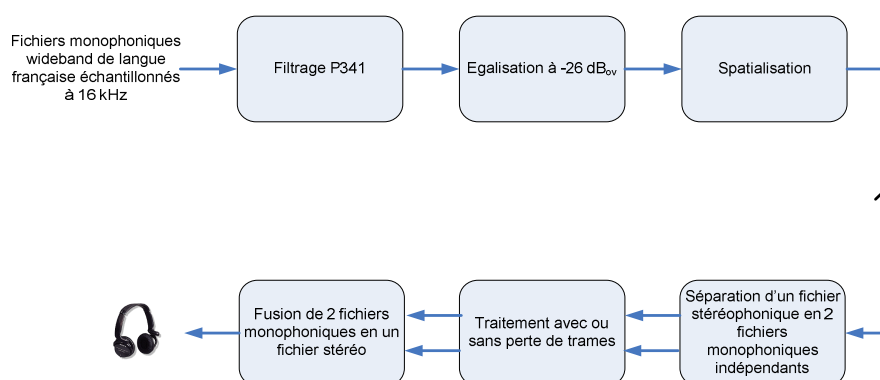 Fichiers monophoniques
wideband de langue
française échantillonnés
à 16 kHz
Filtrage P341
Egalisation à -26 dBov
Spatialisation
Fusion de 2 fichiers
monophoniques en un
fichier stéréo
Traitement avec ou
sans perte de trames
Séparation d'un fichier
stéréophonique en 2
fichiers
monophoniques
indépendants